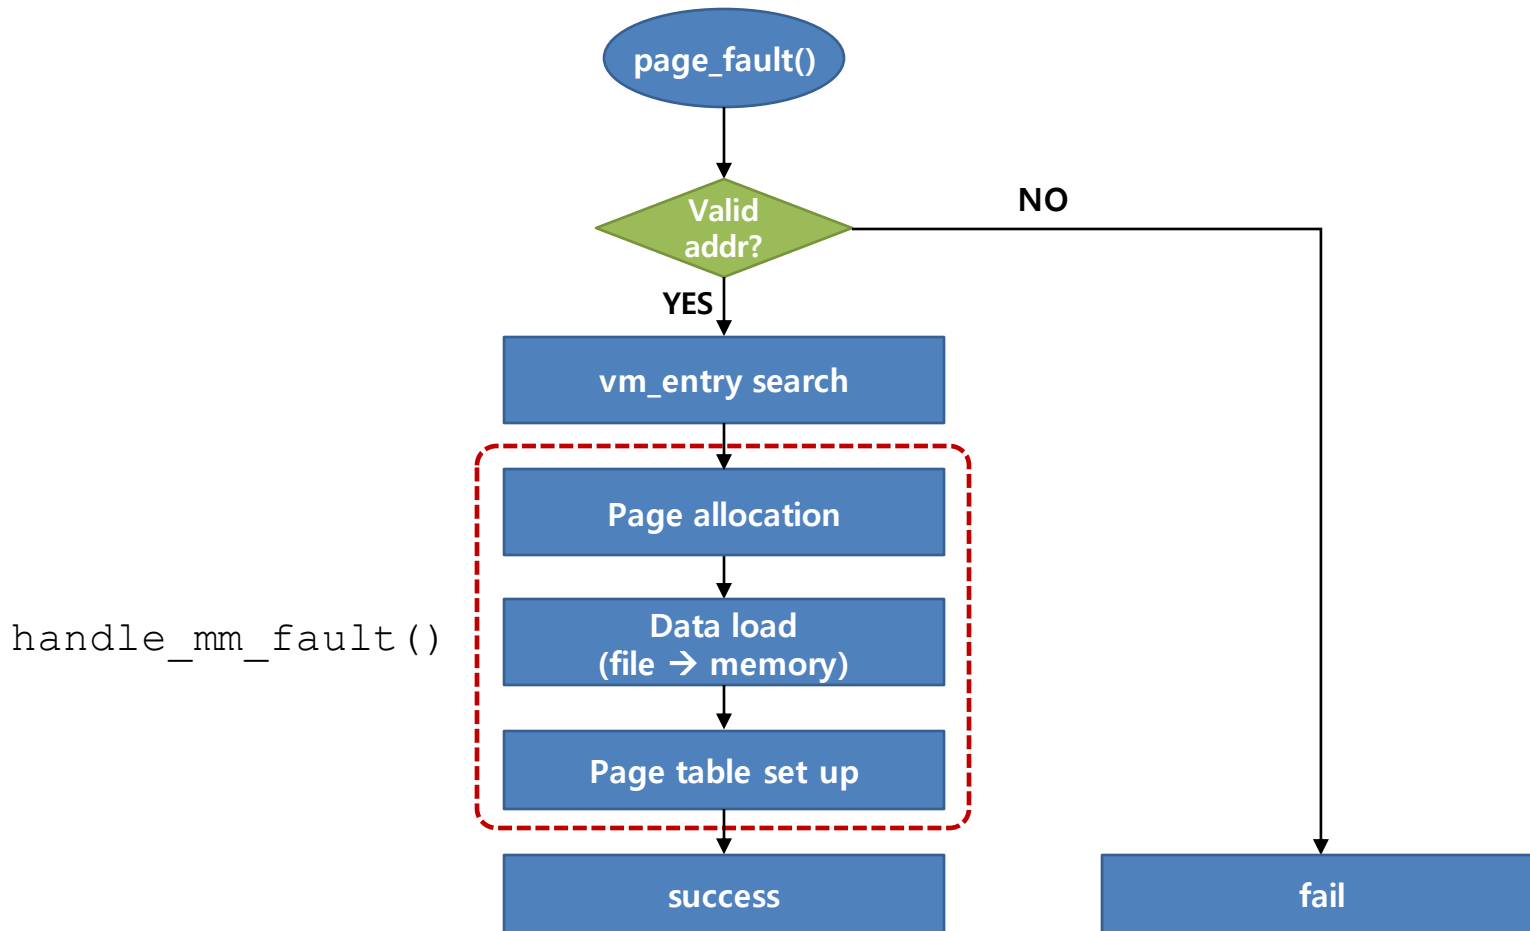 page_fault()
Valid
addr?
NO
YES
vm_entry search
Page allocation
handle_mm_fault()
Data load
(file → memory)
Page table set up
success
fail